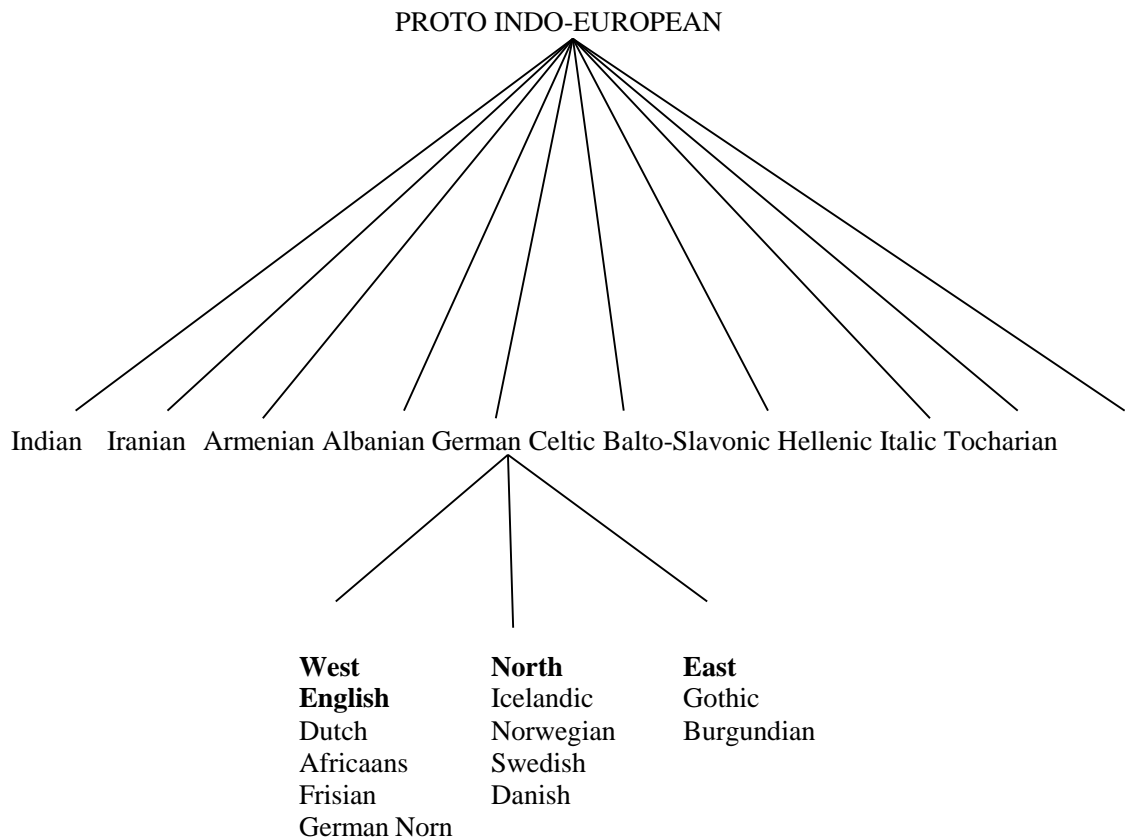 PROTO INDO-EUROPEAN
Indian Iranian Armenian Albanian German Celtic Balto-Slavonic Hellenic Italic Tocharian
West North East
English Icelandic Gothic
Dutch Norwegian Burgundian
Africaans Swedish
Frisian Danish
German Norn